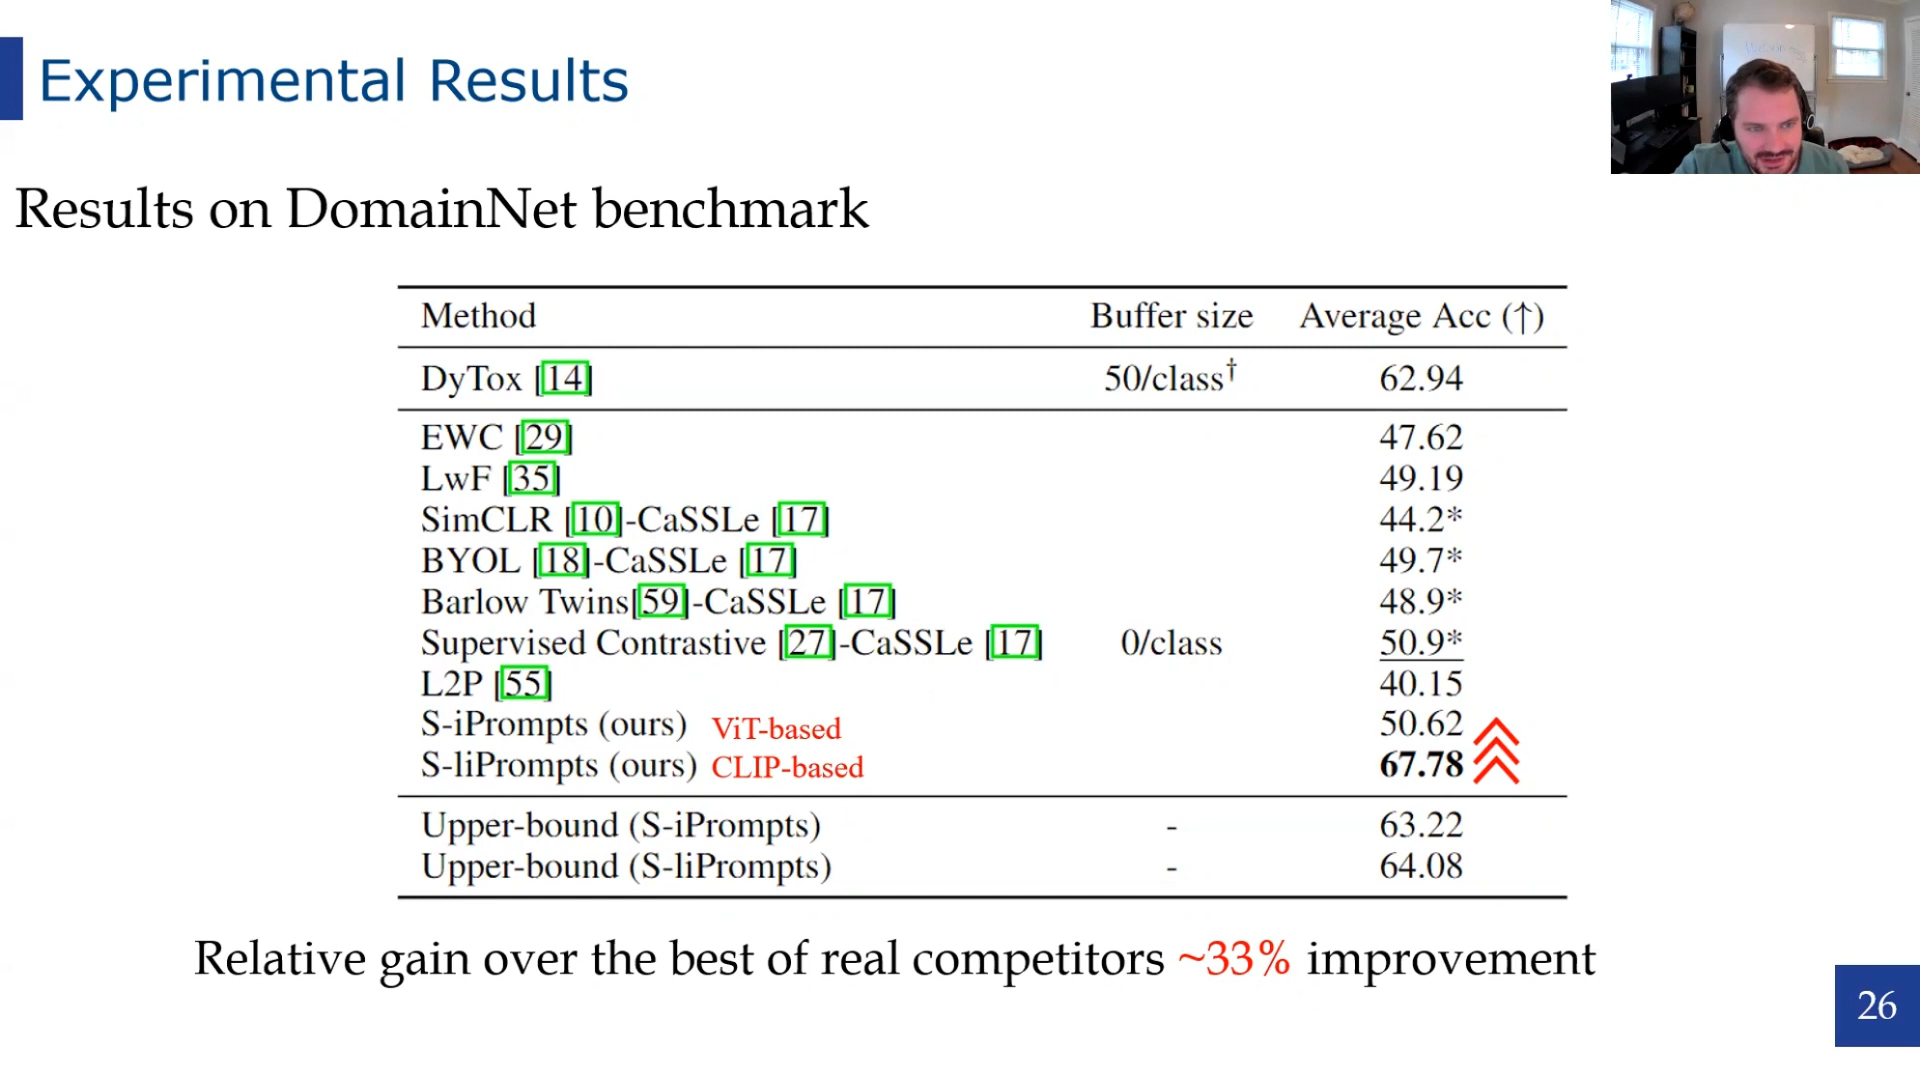 Experimental Results
Results on DomainNet benchmark
Method Buffer size Average Acc (↑)
DyTox [14] 50/class† 62.94
EWC [29] 47.62
LwF [35] 49.19
SimCLR [10]-CaSSLe [17] 44.2*
BYOL [18]-CaSSLe [17] 49.7*
Barlow Twins[59]-CaSSLe [17] 48.9*
Supervised Contrastive [27]-CaSSLe [17] 0/class 50.9*
L2P [55] 40.15
S-iPrompts (ours) ViT-based 50.62
S-liPrompts (ours) CLIP-based 67.78
Upper-bound (S-iPrompts) - 63.22
Upper-bound (S-liPrompts) - 64.08
Relative gain over the best of real competitors ~33% improvement
26